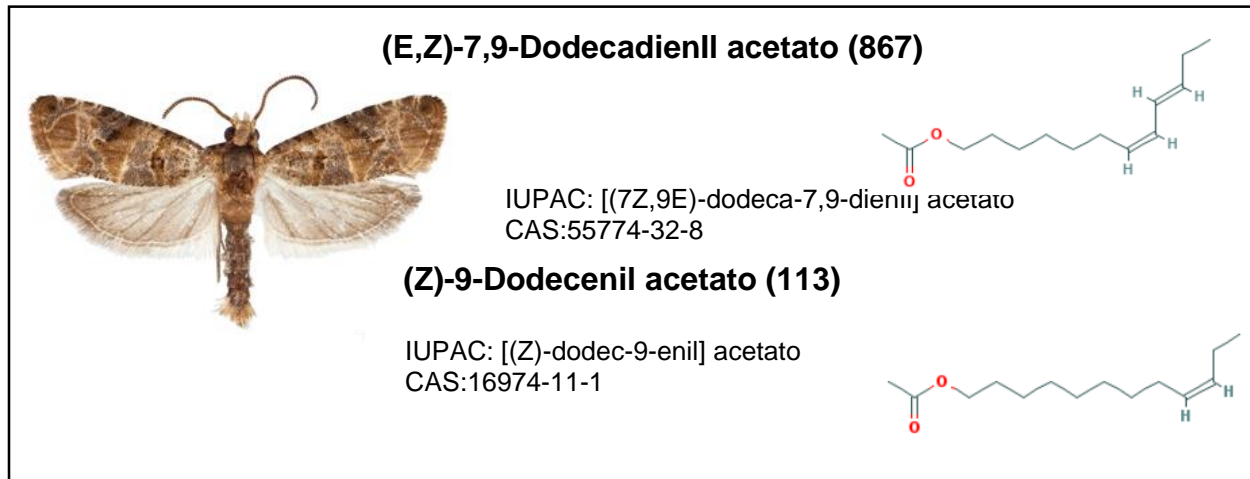 (E,Z)-7,9-Dodecadienll acetato (867)
H
H
H
H
O
O
IUPAC: [(7Z,9E)-dodeca-7,9-dienil] acetato
CAS:55774-32-8
(Z)-9-Dodecenil acetato (113)
IUPAC: [(Z)-dodec-9-enil] acetato
CAS:16974-11-1
O
O
H
H